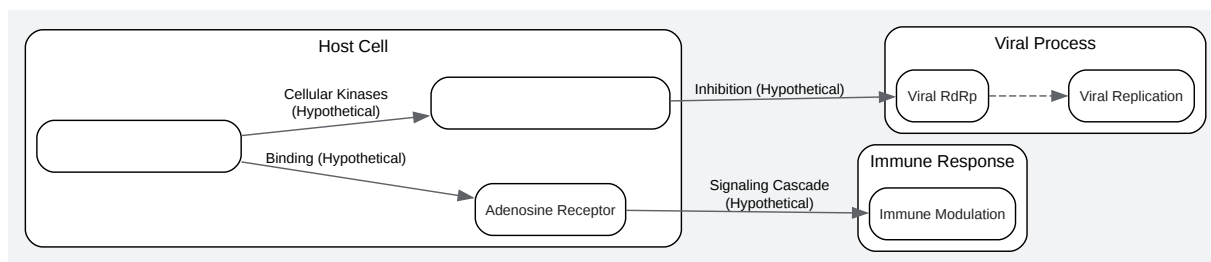 Host Cell
Cellular Kinases
(Hypothetical)
Binding (Hypothetical)
Adenosine Receptor
Inhibition (Hypothetical)
Signaling Cascade
(Hypothetical)
Viral Process
Viral RdRp
Viral Replication
Immune Response
Immune Modulation